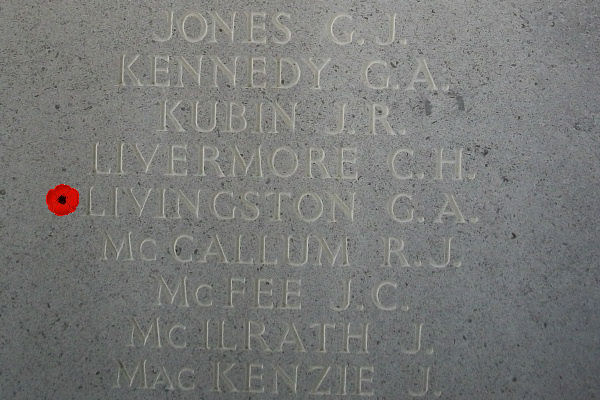 JONES G.J.
KENNEDY C.A.
KUBIN J.R.
LIVERMORE C.H.
LIVINGSTON G.A.
McCALLUM R.J.
McFEE J.C.
McILRATH J.
MacKENZIE J.